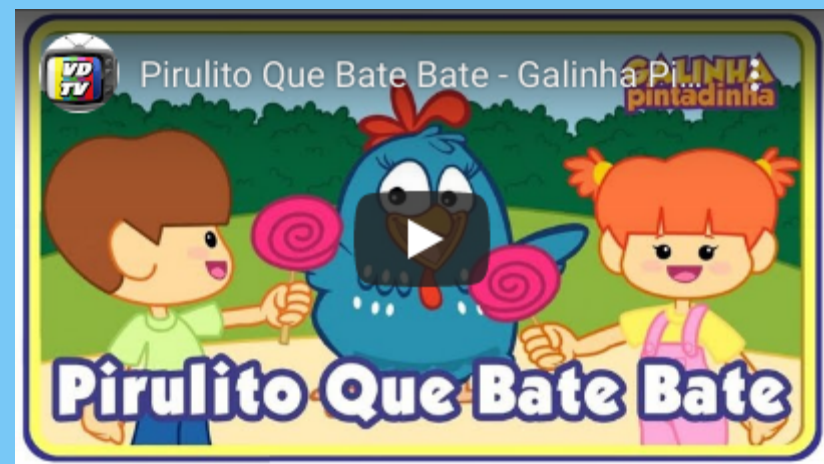 VD
TV
Pirulito Que Bate Bate - Galinha Pi...
GALINHA
pintadinha
Pirulito Que Bate Bate